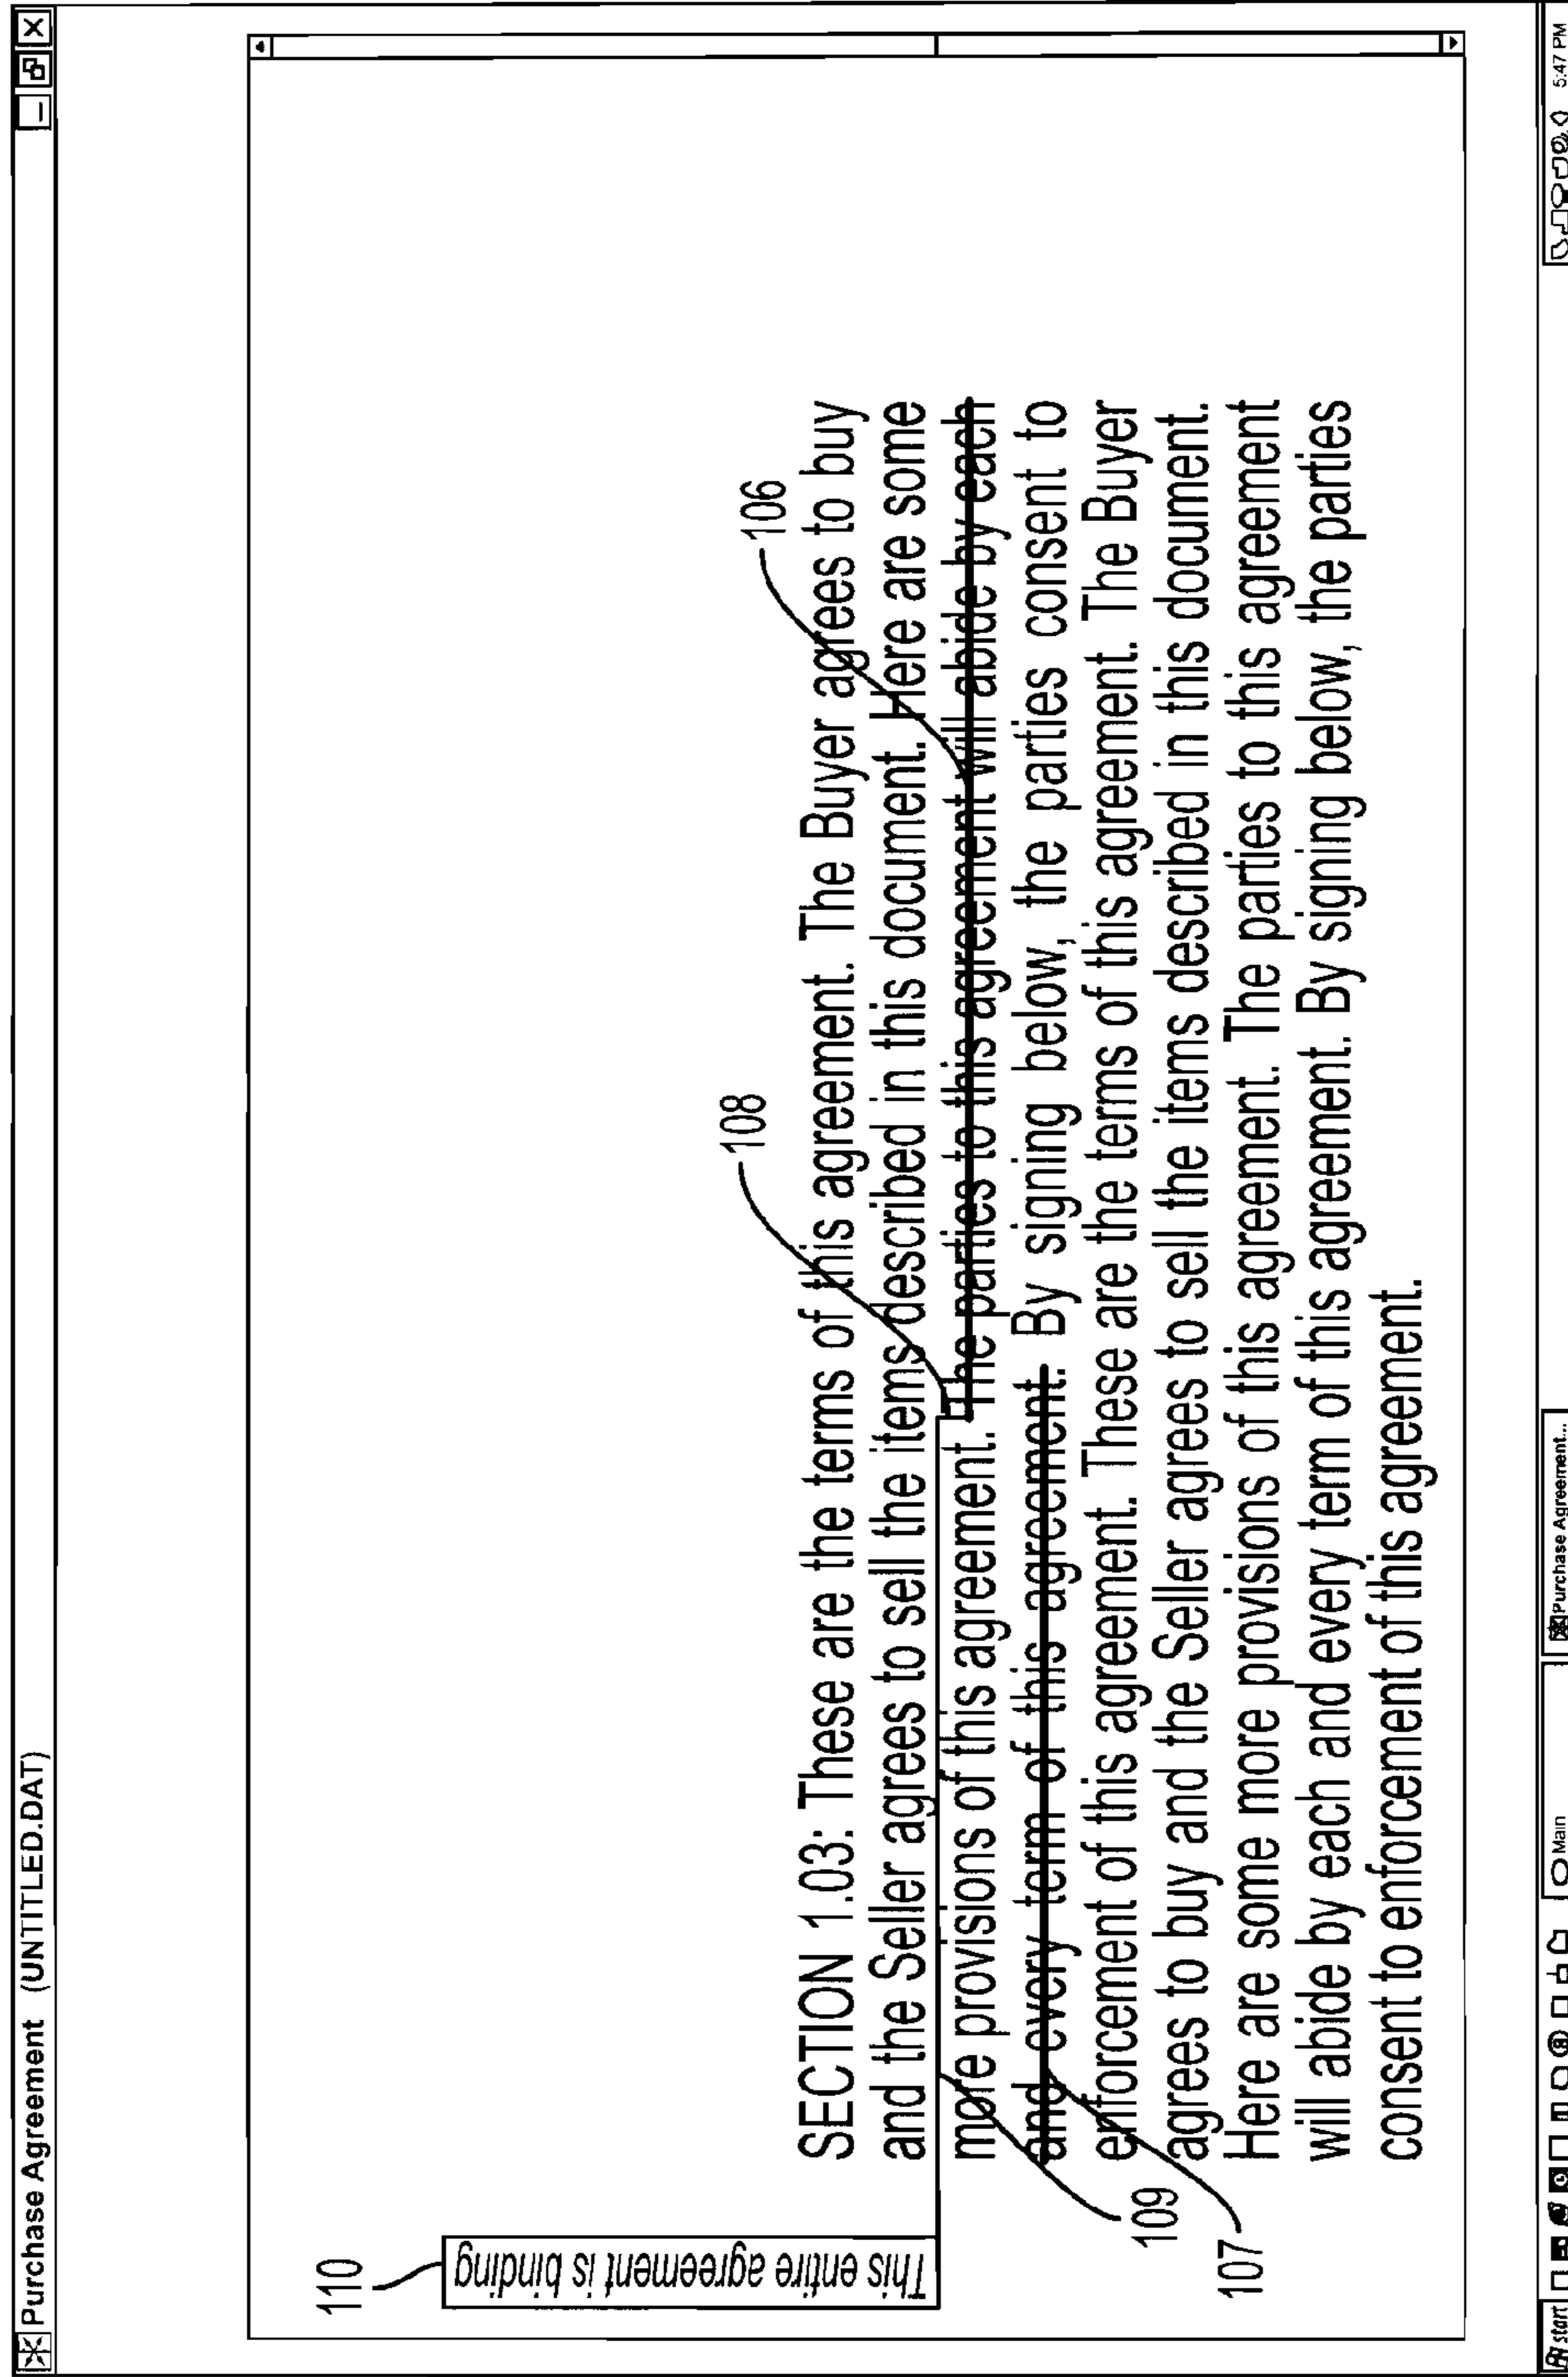 Purchase Agreement (UNTITLED.DAT)
110
This entire agreement is binding
108
106
SECTION 1.03: These are the terms of this agreement. The Buyer agrees to buy
and the Seller agrees to sell the items described in this document. Here are some
more provisions of this agreement. The parties to this agreement will abide by each
and every term of this agreement. By signing below, the parties consent to
enforcement of this agreement. These are the terms of this agreement. The Buyer
agrees to buy and the Seller agrees to sell the items described in this document.
Here are some more provisions of this agreement. The parties to this agreement
will abide by each and every term of this agreement. By signing below, the parties
consent to enforcement of this agreement.
109
107
start
Main
Purchase Agreement...
5:47 PM